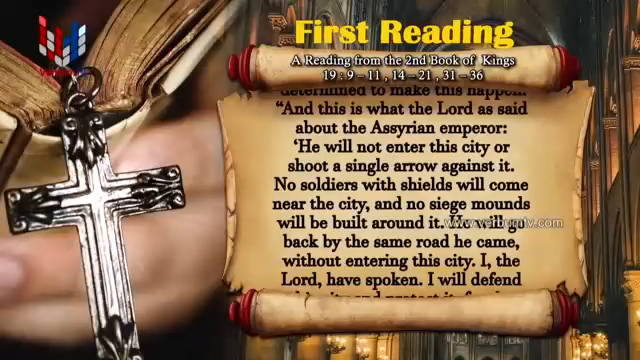 First Reading
A Reading from the 2nd Book of Kings
19 : 9 – 11 , 14 – 21 , 31 – 36
determined to make this happen.
“And this is what the Lord as said
about the Assyrian emperor:
‘He will not enter this city or
shoot a single arrow against it.
No soldiers with shields will come
near the city, and no siege mounds
will be built around it.
www.verbumtv.com
back by the same road he came,
without entering this city. I, the
Lord, have spoken. I will defend